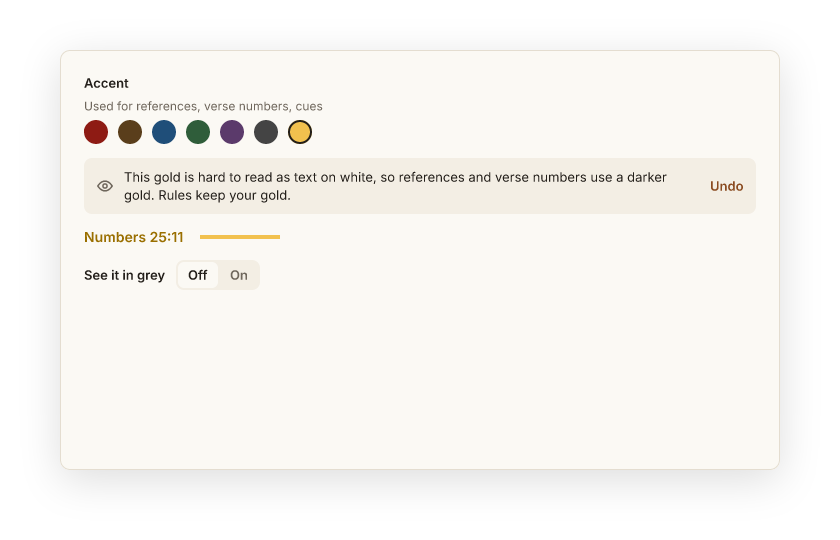 Accent
Used for references, verse numbers, cues
This gold is hard to read as text on white, so references and verse numbers use a darker
gold. Rules keep your gold.
Undo
Numbers 25:11
See it in grey Off On